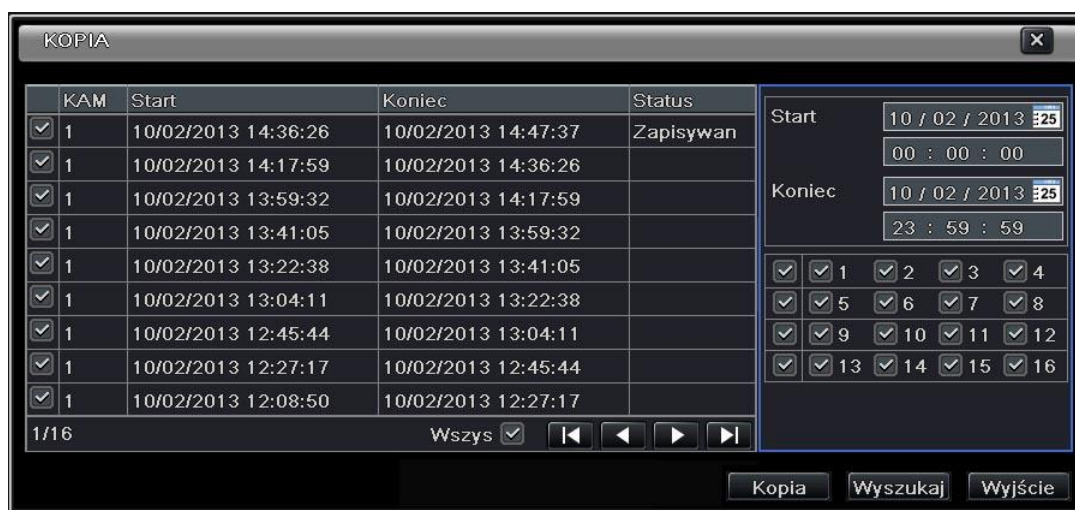 KOPIA
KAM Start Koniec Status
1 10/02/2013 14:36:26 10/02/2013 14:47:37 Zapisywan
1 10/02/2013 14:17:59 10/02/2013 14:36:26
1 10/02/2013 13:59:32 10/02/2013 14:17:59
1 10/02/2013 13:41:05 10/02/2013 13:59:32
1 10/02/2013 13:22:38 10/02/2013 13:41:05
1 10/02/2013 13:04:11 10/02/2013 13:22:38
1 10/02/2013 12:45:44 10/02/2013 13:04:11
1 10/02/2013 12:27:17 10/02/2013 12:45:44
1 10/02/2013 12:08:50 10/02/2013 12:27:17
1/16 Wszys
Start 10 / 02 / 2013 25
00 : 00 : 00
Koniec 10 / 02 / 2013 25
23 : 59 : 59
1 2 3 4
5 6 7 8
9 10 11 12
13 14 15 16
Kopia Wyszukaj Wyjście